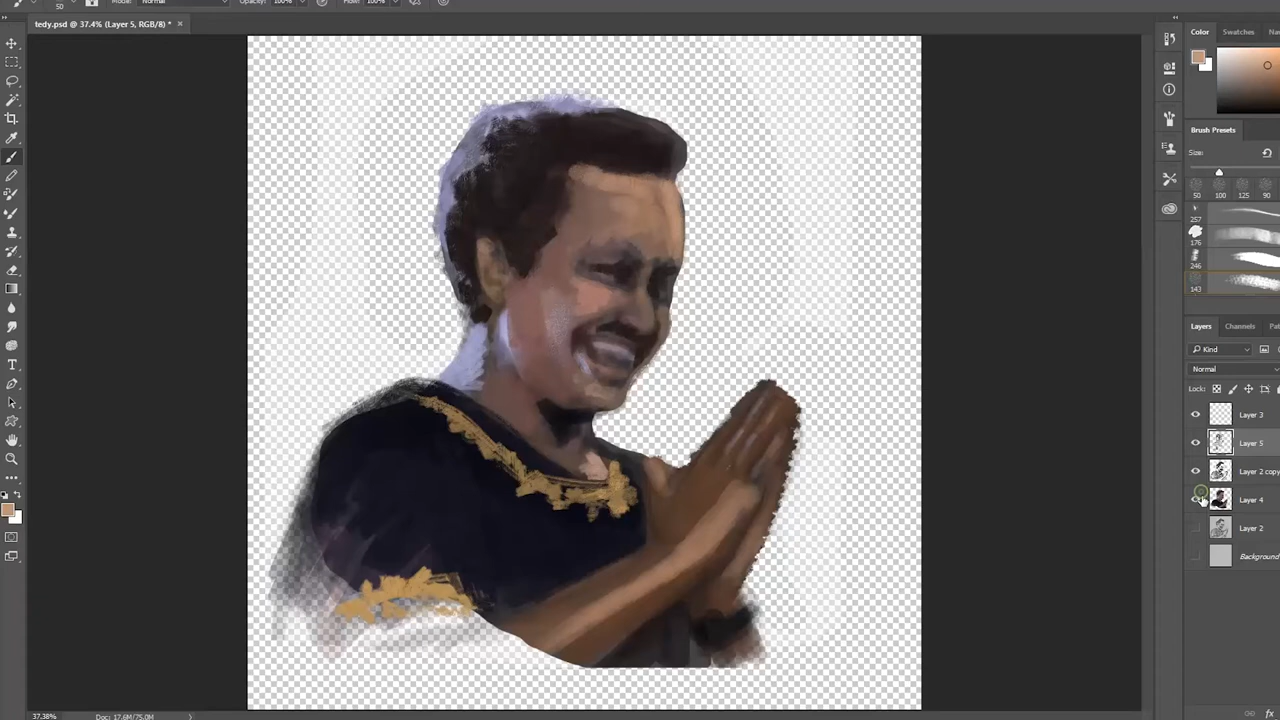 50 Mode: Normal Opacity: 100% Flow: 100%
tedy.psd @ 37.4% (Layer 5, RGB/8) *
Color Swatches
Brush Presets
Size:
50 100 125 90
257
176
246
143
Layers Channels
Kind
Normal
Lock:
Layer 3
Layer 5
Layer 2 copy
Layer 4
Layer 2
Background
fx
37.38% Doc: 17.6M/75.0M